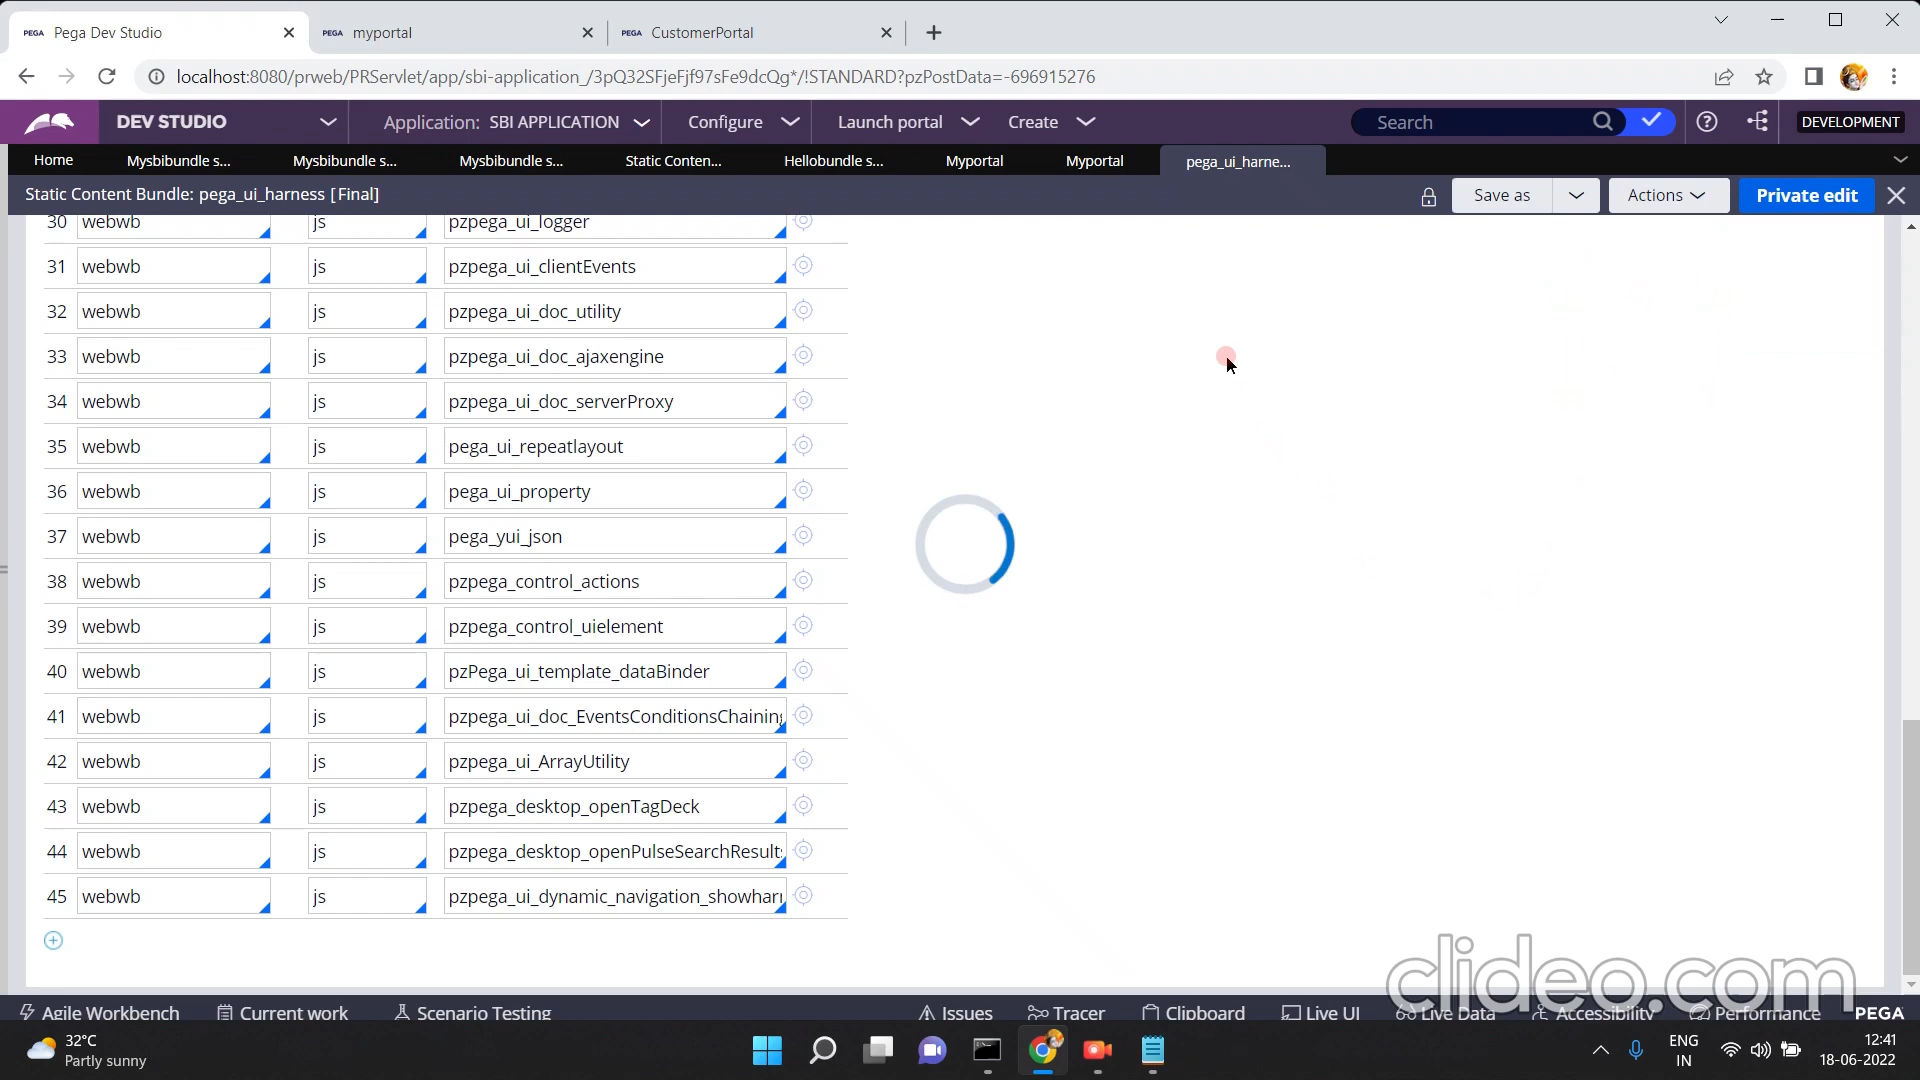 PEGA Pega Dev Studio
PEGA myportal
PEGA CustomerPortal
localhost:8080/prweb/PRServlet/app/sbi-application_/3pQ32SFjeFjf97sFe9dcQg*/!STANDARD?pzPostData=-696915276
DEV STUDIO
Application: SBI APPLICATION
Configure
Launch portal
Create
Search
DEVELOPMENT
Home
Mysbibundle s...
Mysbibundle s...
Mysbibundle s...
Static Conten...
Hellobundle s...
Myportal
Myportal
pega_ui_harne...
Static Content Bundle: pega_ui_harness [Final]
Save as
Actions
Private edit
30 webwb js pzpega_ui_logger
31 webwb js pzpega_ui_clientEvents
32 webwb js pzpega_ui_doc_utility
33 webwb js pzpega_ui_doc_ajaxengine
34 webwb js pzpega_ui_doc_serverProxy
35 webwb js pega_ui_repeatlayout
36 webwb js pega_ui_property
37 webwb js pega_yui_json
38 webwb js pzpega_control_actions
39 webwb js pzpega_control_uielement
40 webwb js pzPega_ui_template_dataBinder
41 webwb js pzpega_ui_doc_EventsConditionsChaining
42 webwb js pzpega_ui_ArrayUtility
43 webwb js pzpega_desktop_openTagDeck
44 webwb js pzpega_desktop_openPulseSearchResults
45 webwb js pzpega_ui_dynamic_navigation_showhar
clideo.com
Agile Workbench
Current work
Scenario Testing
Issues
Tracer
Clipboard
Live UI
Live Data
Accessibility
Performance
PEGA
32°C
Partly sunny
ENG
IN
12:41
18-06-2022